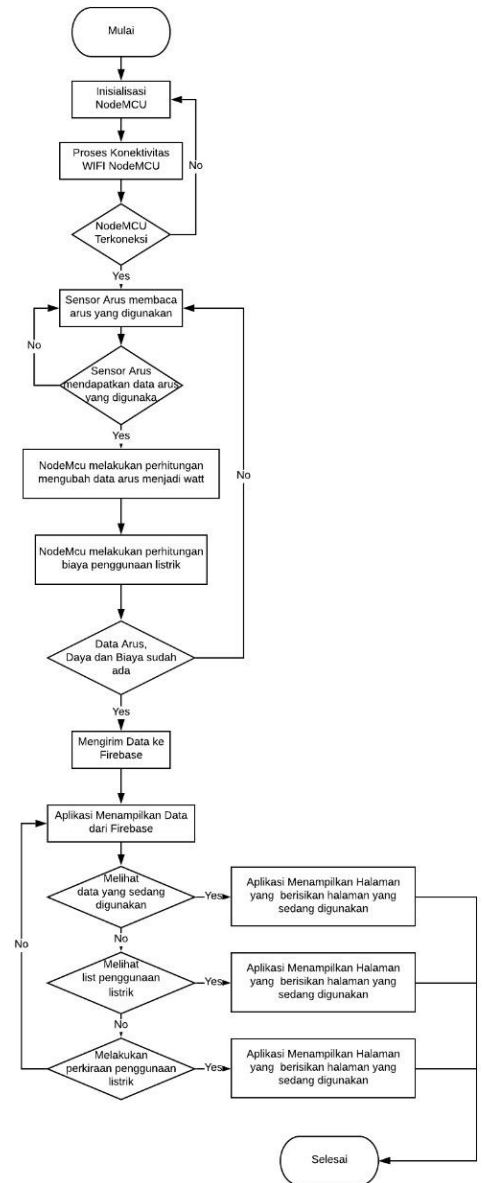 Mulai
Inisialisasi
NodeMCU
Proses Konektivitas
WIFI NodeMCU
No
NodeMCU
Terkoneksi
Yes
Sensor Arus membaca
arus yang digunakan
No
Sensor Arus
mendapatkan data arus
yang digunaka
Yes
NodeMcu melakukan perhitungan
mengubah data arus menjadi watt
No
NodeMcu melakukan perhitungan
biaya penggunaan listrik
Data Arus,
Daya dan Biaya sudah
ada
Yes
Mengirim Data ke
Firebase
Aplikasi Menampilkan Data
dari Firebase
Melihat
data yang sedang
digunakan
Yes
Aplikasi Menampilkan Halaman
yang berisikan halaman yang
sedang digunakan
No
No
Melihat
list penggunaan
listrik
Yes
Aplikasi Menampilkan Halaman
yang berisikan halaman yang
sedang digunakan
No
Melakukan
perkiraan penggunaan
listrik
Yes
Aplikasi Menampilkan Halaman
yang berisikan halaman yang
sedang digunakan
Selesai